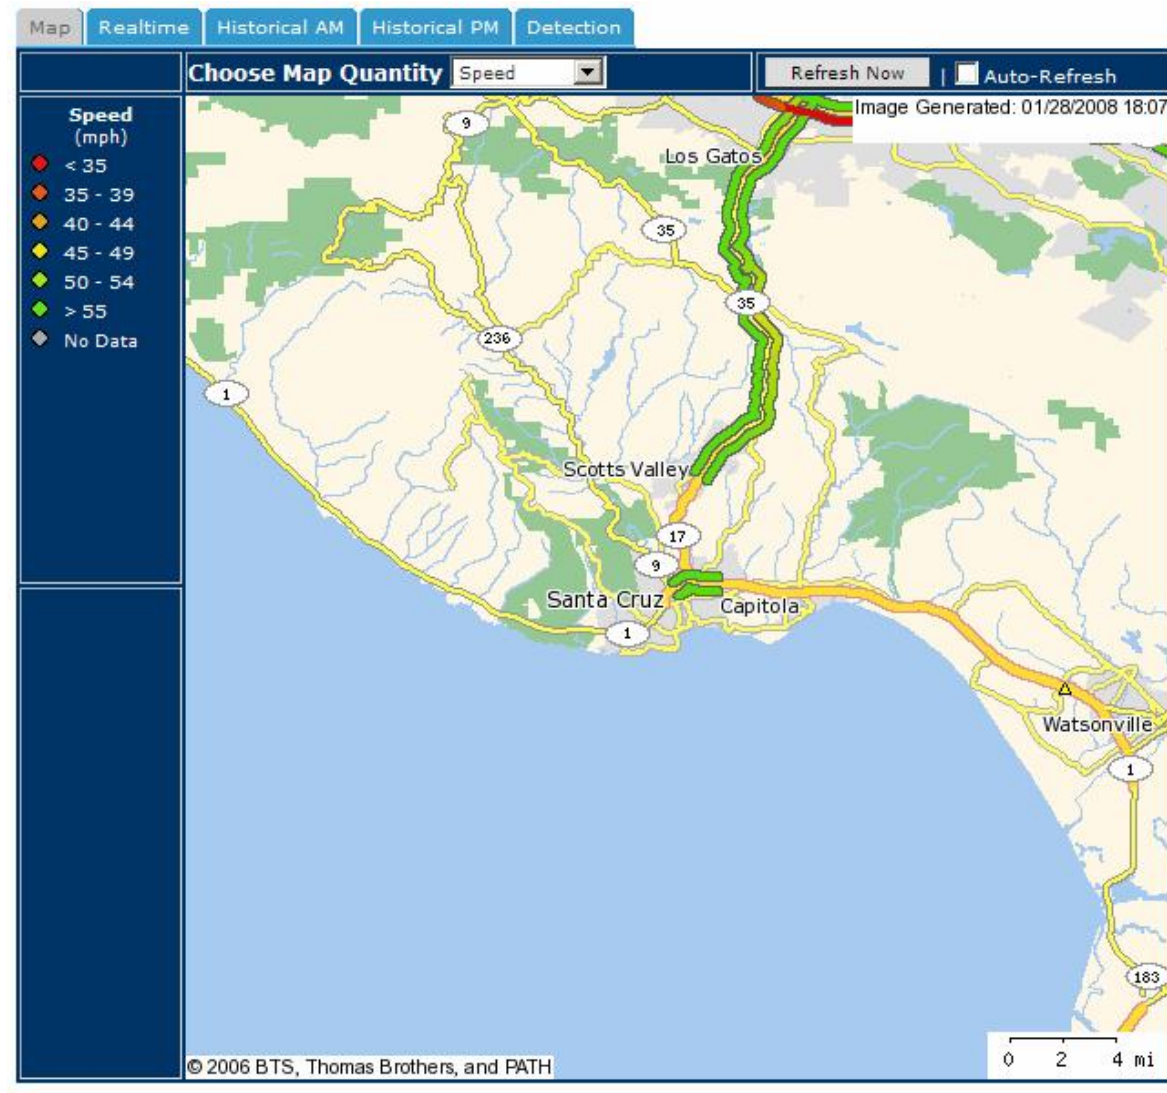 Map Realtime Historical AM Historical PM Detection
Choose Map Quantity Speed Refresh Now | Auto-Refresh
Speed
(mph)
< 35
35 - 39
40 - 44
45 - 49
50 - 54
> 55
No Data
Image Generated: 01/28/2008 18:07
9
Los Gatos
35
35
236
1
Scotts Valley
17
9
Santa Cruz
Capitola
1
Watsonville
1
183
0 2 4 mi
© 2006 BTS, Thomas Brothers, and PATH